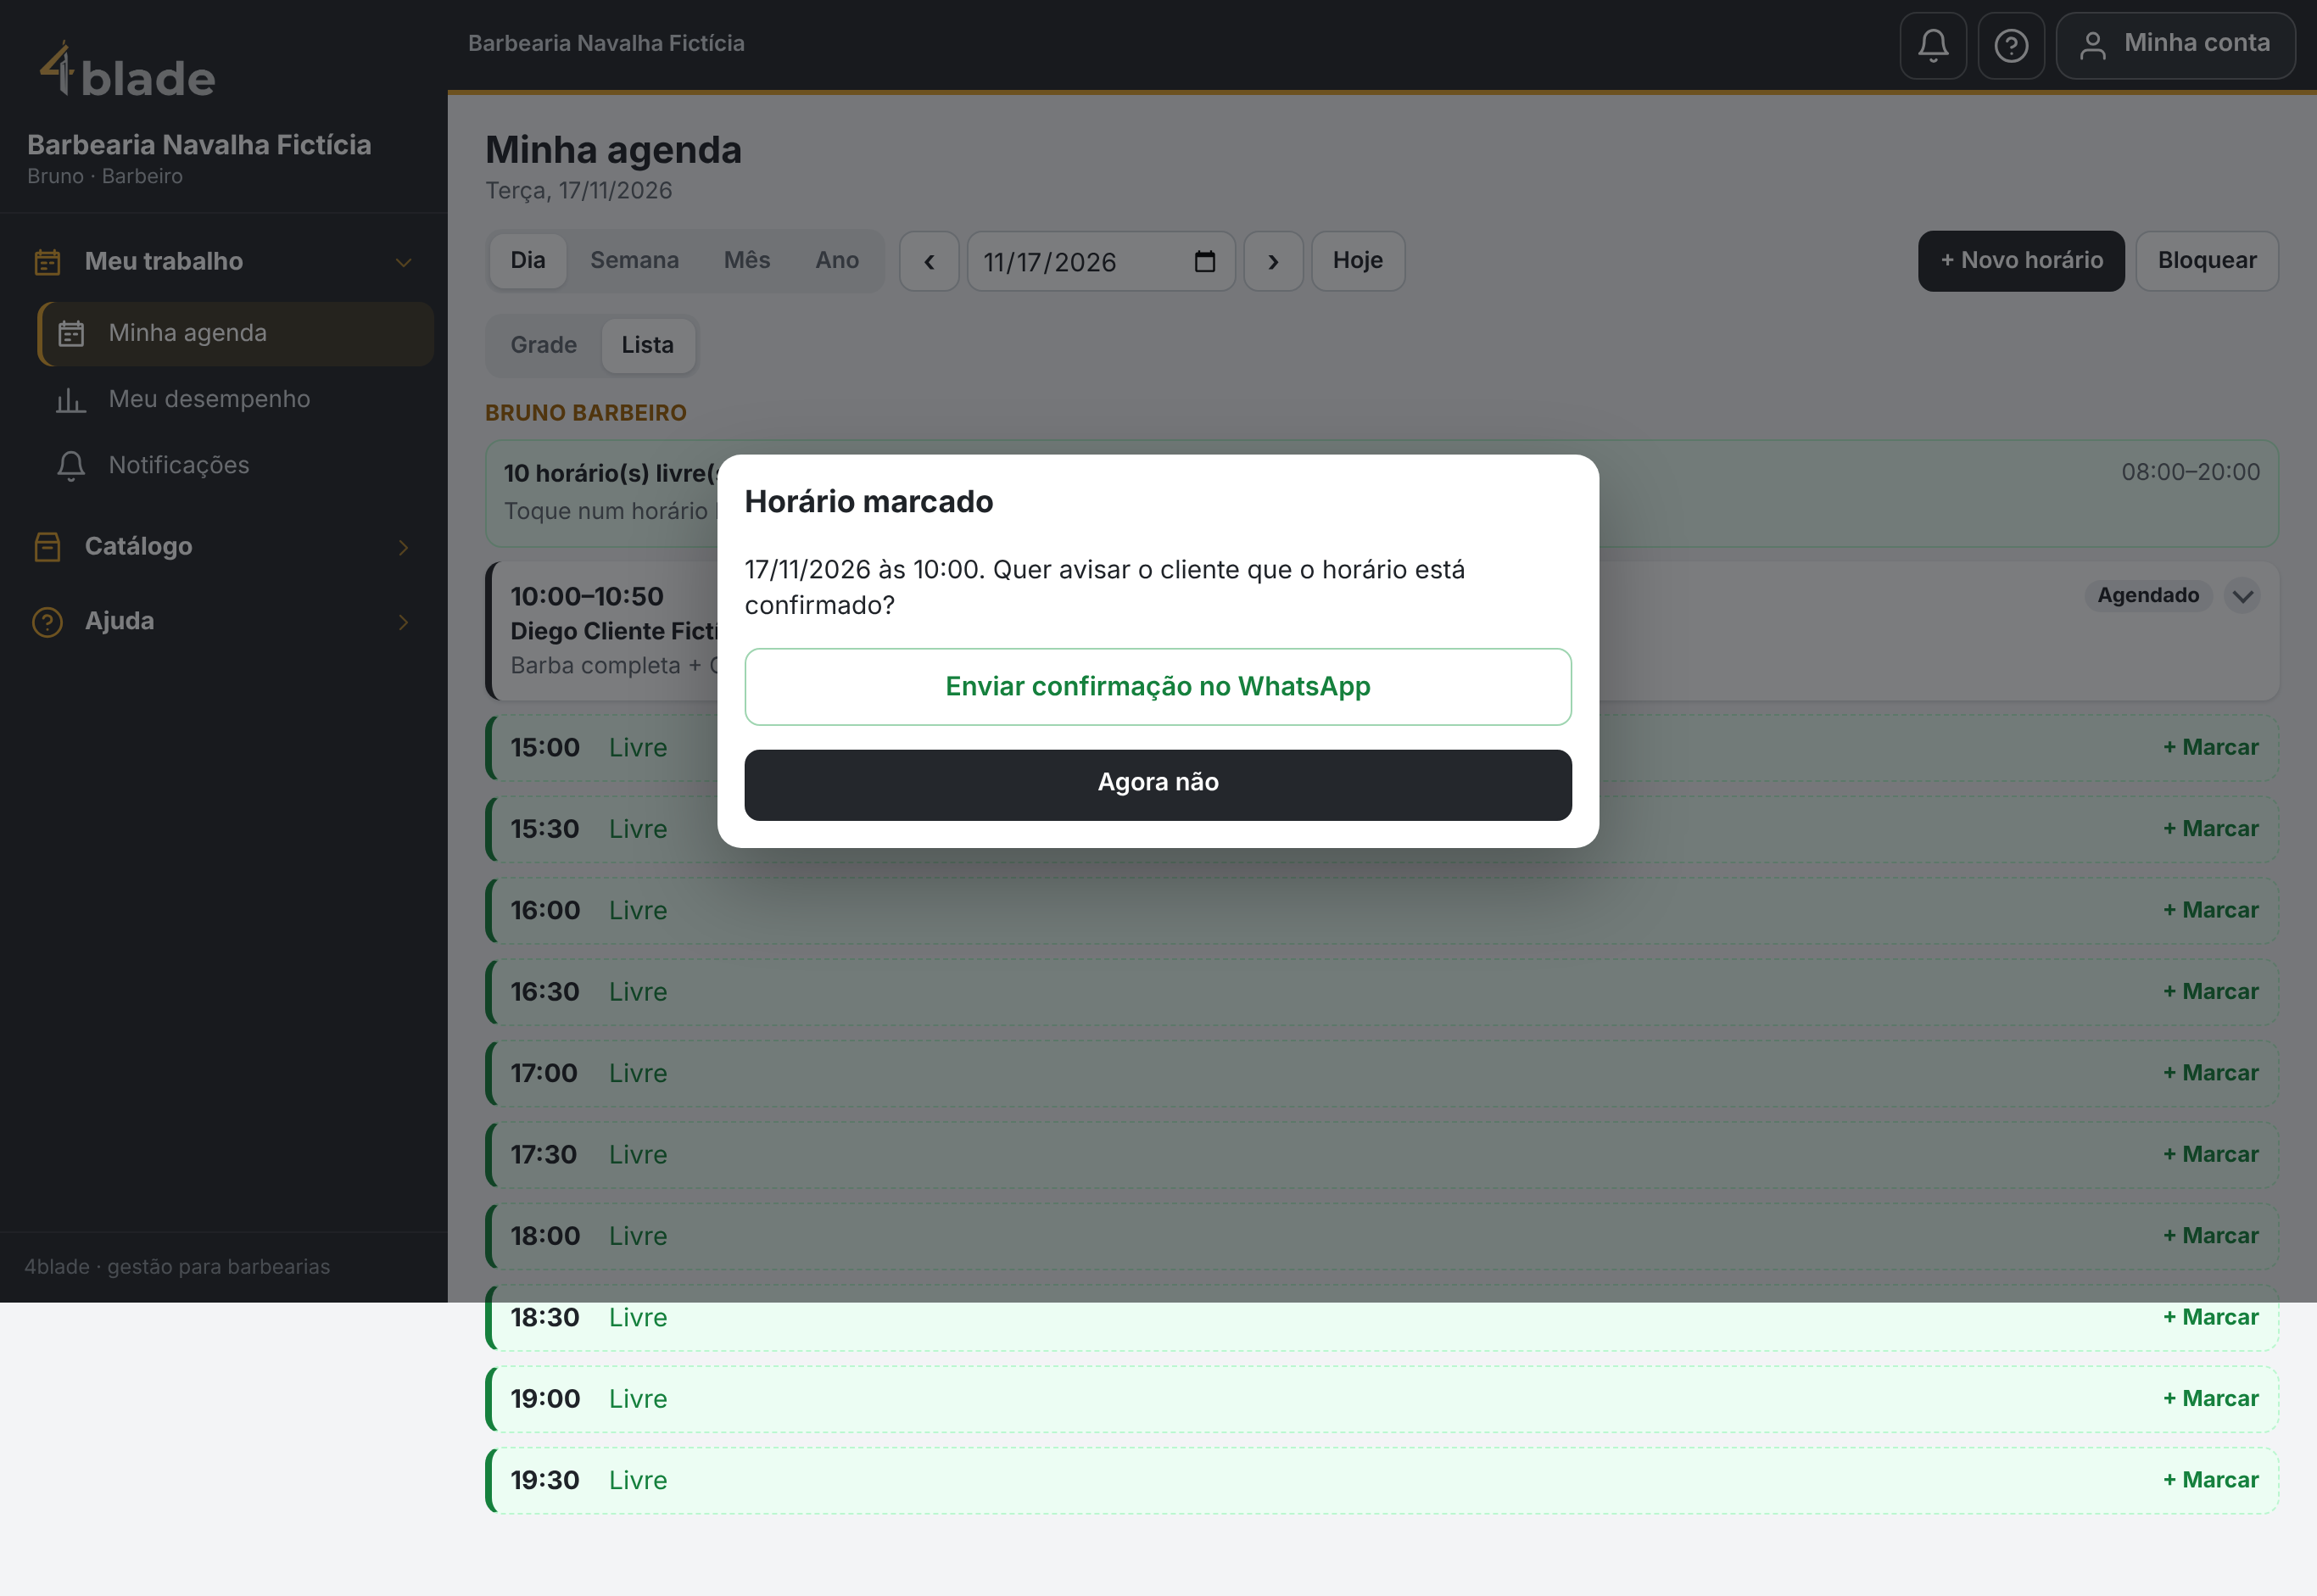 4blade
Barbearia Navalha Fictícia
Bruno · Barbeiro
Meu trabalho
Minha agenda
Meu desempenho
Notificações
Catálogo
Ajuda
4blade · gestão para barbearias
Barbearia Navalha Fictícia
Minha conta
Minha agenda
Terça, 17/11/2026
Dia Semana Mês Ano ‹ 11/17/2026 › Hoje + Novo horário Bloquear
Grade Lista
BRUNO BARBEIRO
10 horário(s) livre( 08:00–20:00
Toque num horário
10:00–10:50 Agendado
Diego Cliente
Barba completa +
Horário marcado
17/11/2026 às 10:00. Quer avisar o cliente que o horário está
confirmado?
Enviar confirmação no WhatsApp
Agora não
15:00 Livre + Marcar
15:30 Livre + Marcar
16:00 Livre + Marcar
16:30 Livre + Marcar
17:00 Livre + Marcar
17:30 Livre + Marcar
18:00 Livre + Marcar
18:30 Livre + Marcar
19:00 Livre + Marcar
19:30 Livre + Marcar